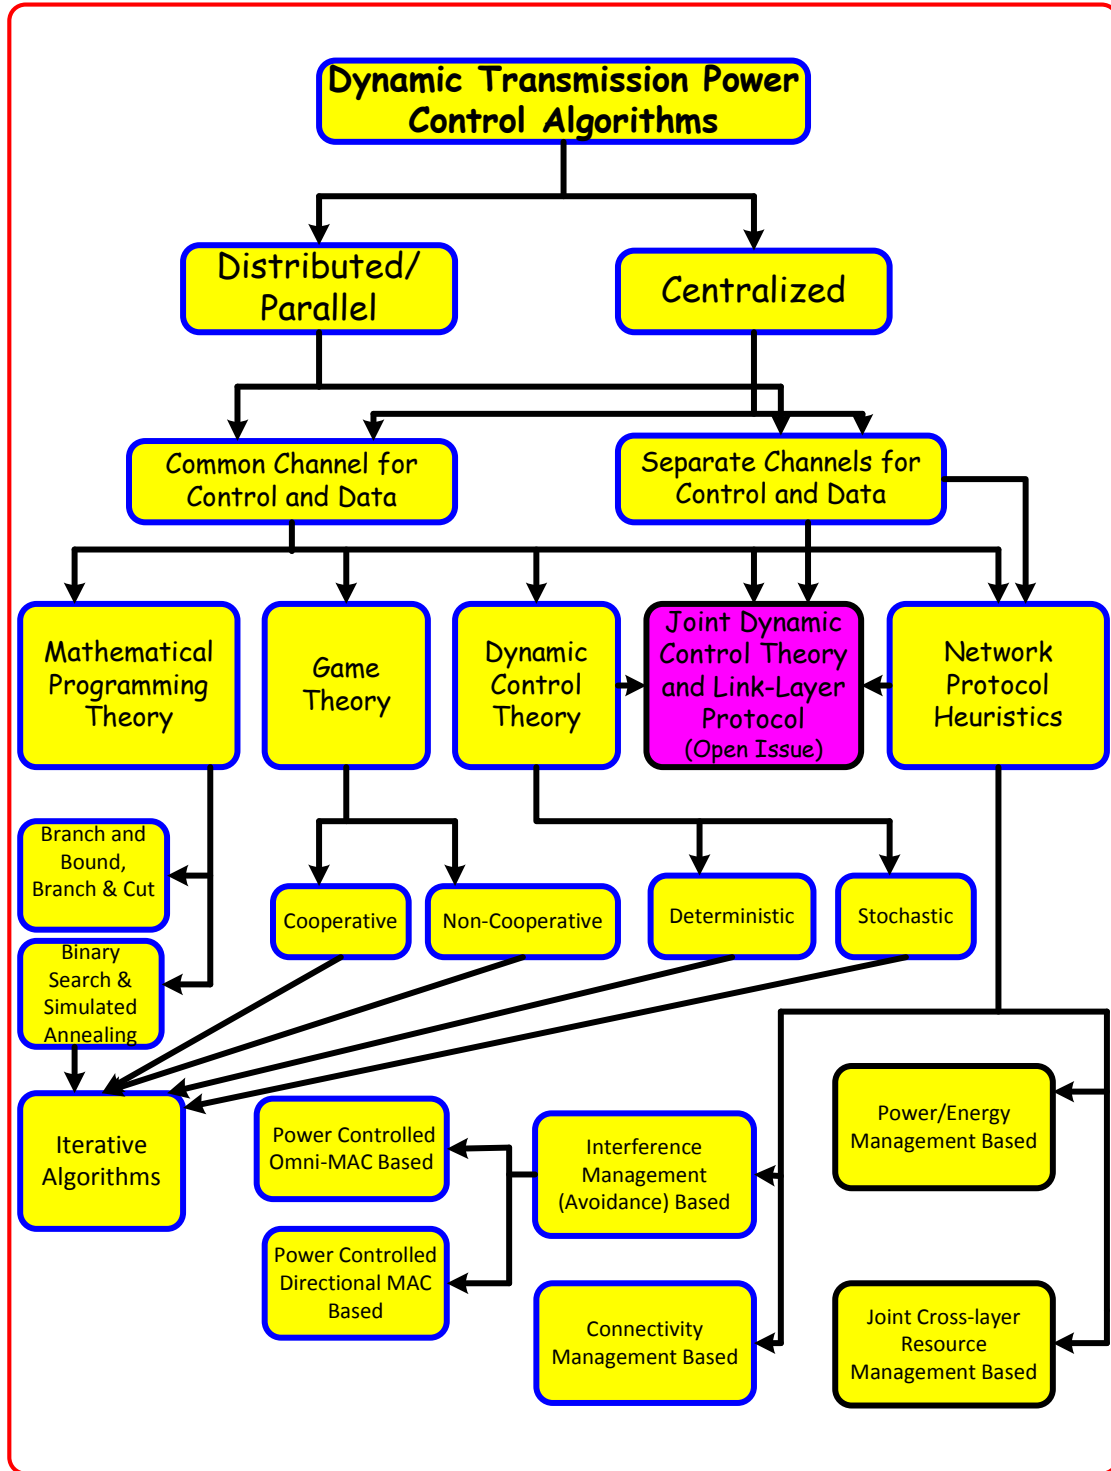 Dynamic Transmission Power
Control Algorithms
Distributed/
Parallel
Centralized
Common Channel for
Control and Data
Separate Channels for
Control and Data
Mathematical
Programming
Theory
Game
Theory
Dynamic
Control
Theory
Joint Dynamic
Control Theory
and Link-Layer
Protocol
(Open Issue)
Network
Protocol
Heuristics
Branch and
Bound,
Branch & Cut
Cooperative
Non-Cooperative
Deterministic
Stochastic
Binary
Search &
Simulated
Annealing
Iterative
Algorithms
Power Controlled
Omni-MAC Based
Interference
Management
(Avoidance) Based
Power/Energy
Management Based
Power Controlled
Directional MAC
Based
Connectivity
Management Based
Joint Cross-layer
Resource
Management Based